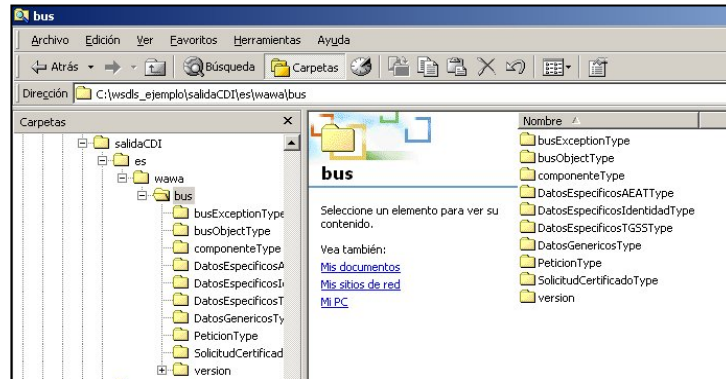 bus
Archivo Edición Ver Favoritos Herramientas Ayuda
Atrás Búsqueda Carpetas
Dirección C:\wsdls_ejemplo\salidaCDI\es\wawa\bus
Carpetas
salidaCDI
es
wawa
bus
busExceptionType
busObjectType
componenteType
DatosEspecificosA
DatosEspecificosI
DatosEspecificosT
DatosGenericosTy
PeticionType
SolicitudCertificad
version
bus
Seleccione un elemento para ver su
contenido.
Vea también:
Mis documentos
Mis sitios de red
Mi PC
Nombre
busExceptionType
busObjectType
componenteType
DatosEspecificosAEATType
DatosEspecificosIdentidadType
DatosEspecificosTGSSType
DatosGenericosType
PeticionType
SolicitudCertificadoType
version